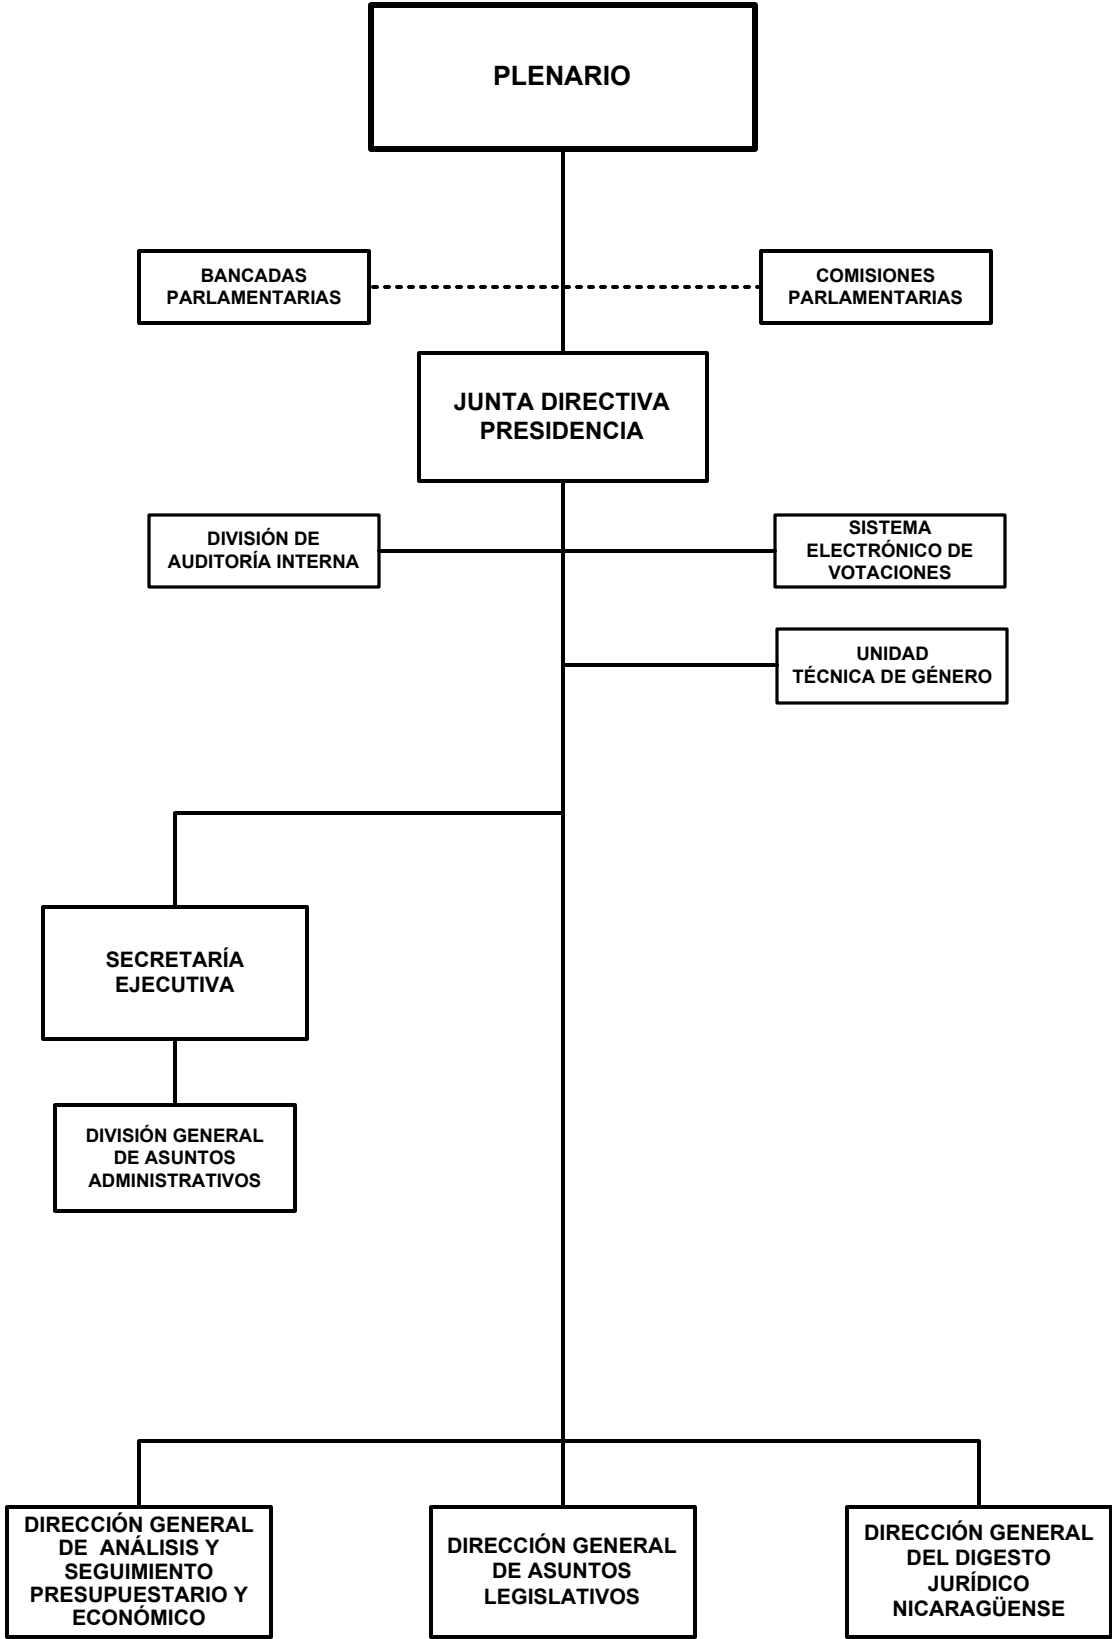 PLENARIO
BANCADAS
PARLAMENTARIAS
COMISIONES
PARLAMENTARIAS
JUNTA DIRECTIVA
PRESIDENCIA
DIVISIÓN DE
AUDITORÍA INTERNA
SISTEMA
ELECTRÓNICO DE
VOTACIONES
UNIDAD
TÉCNICA DE GÉNERO
SECRETARÍA
EJECUTIVA
DIVISIÓN GENERAL
DE ASUNTOS
ADMINISTRATIVOS
DIRECCIÓN GENERAL
DE ANÁLISIS Y
SEGUIMIENTO
PRESUPUESTARIO Y
ECONÓMICO
DIRECCIÓN GENERAL
DE ASUNTOS
LEGISLATIVOS
DIRECCIÓN GENERAL
DEL DIGESTO
JURÍDICO
NICARAGÜENSE